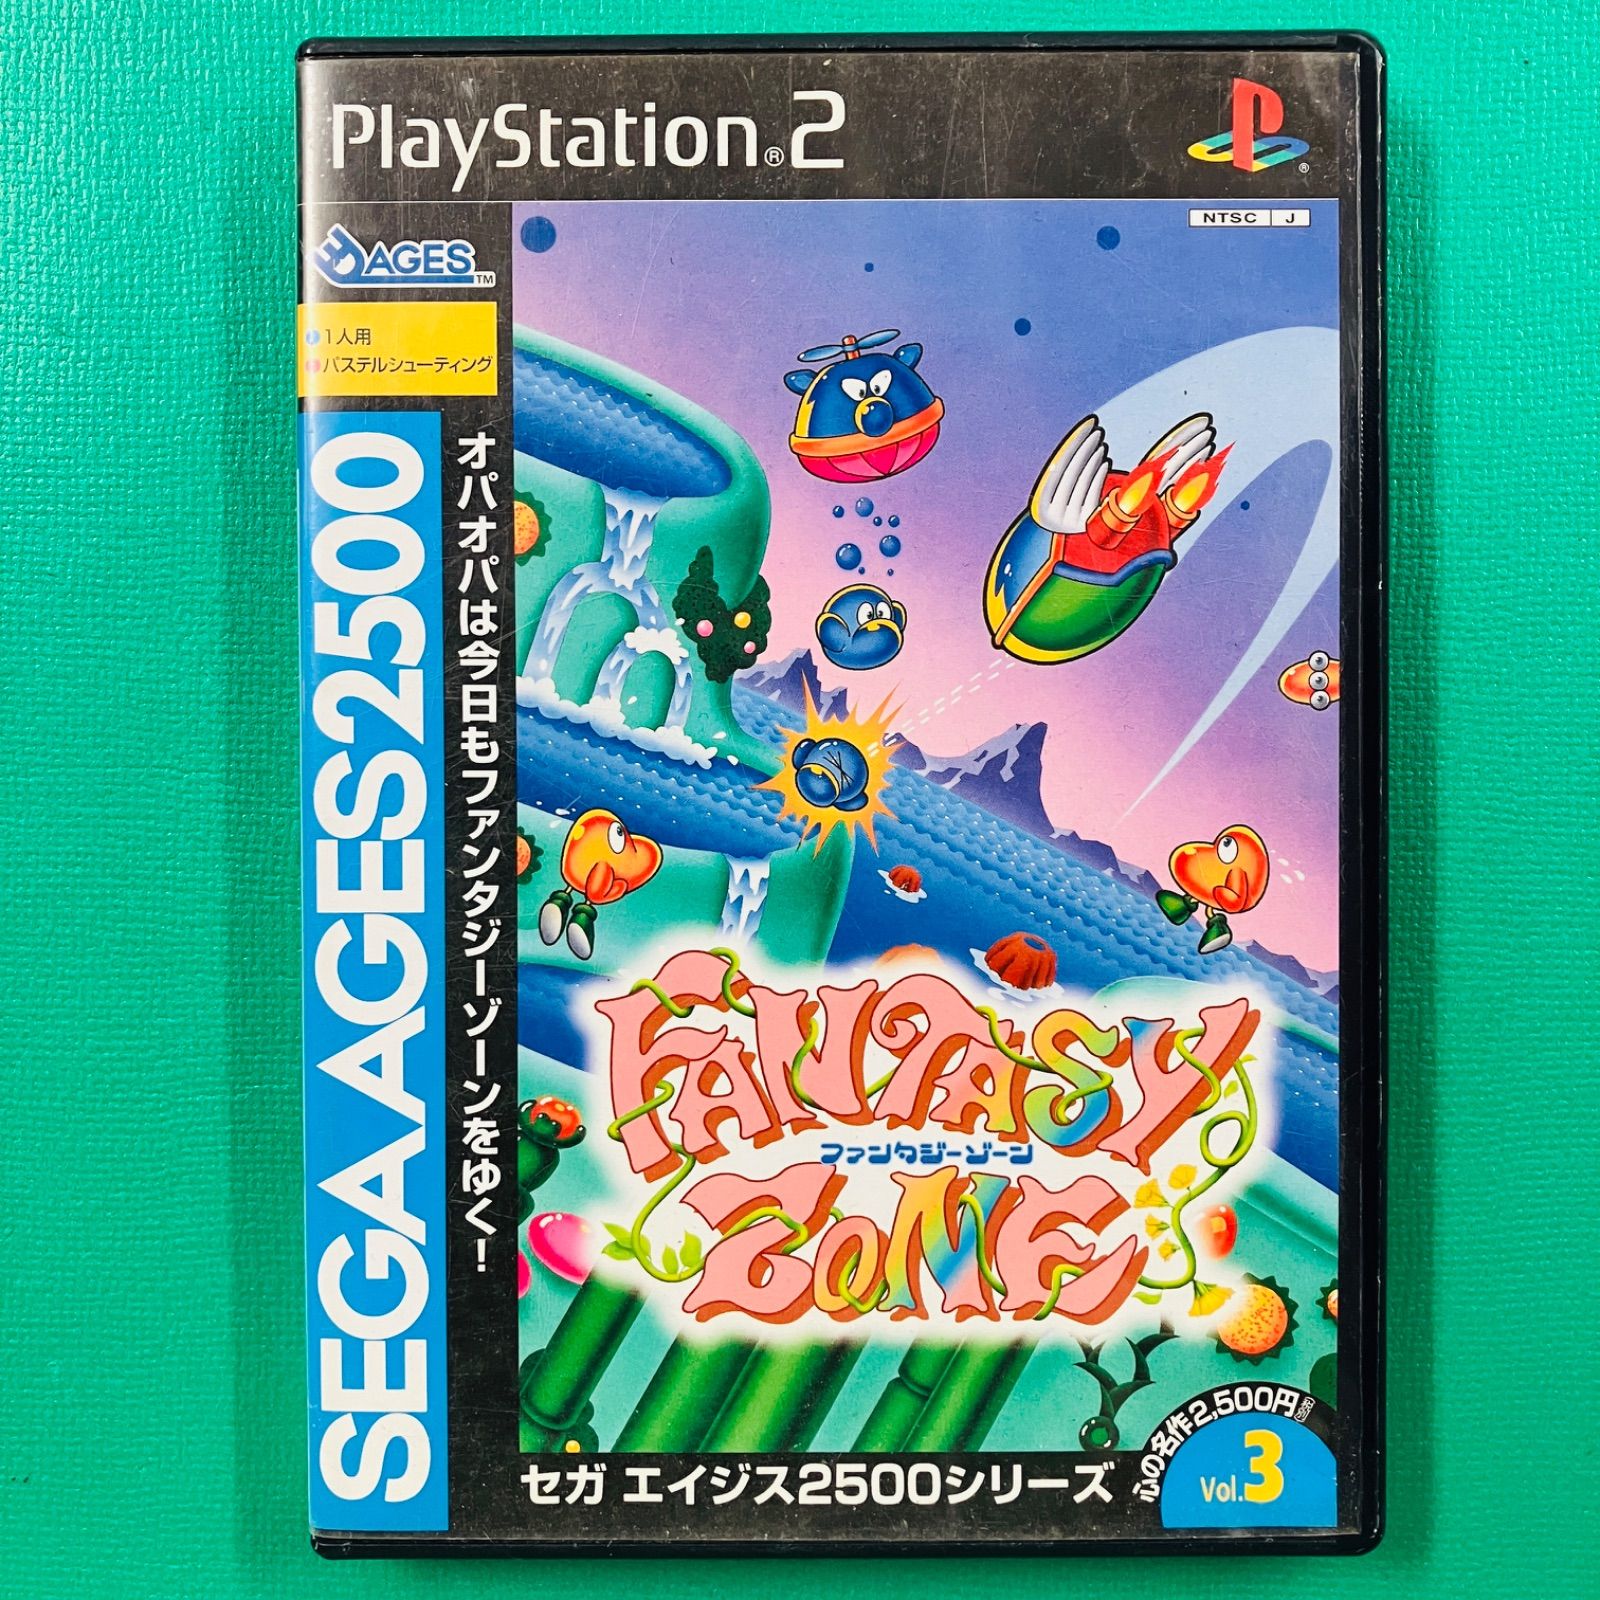 PlayStation®2
NTSC J
AGES™
1人用
パステルシューティング
SEGA AGES 2500
オパオパは今日もファンタジーゾーンをゆく!
FANTASY
ファンタジーゾーン
ZONE
セガ エイジス2500シリーズ
心の名作2,500円
Vol.3